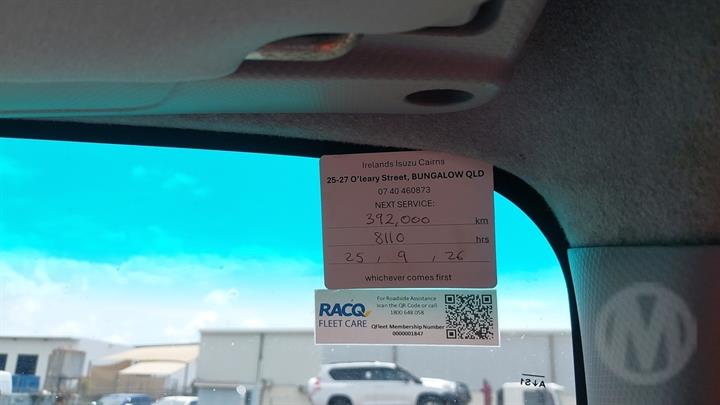 Irelands Isuzu Cairns
25-27 O'leary Street, BUNGALOW QLD
07 40 460873
NEXT SERVICE:
392,000 km
8110 hrs
25 , 9 , 26
whichever comes first
RACQ
FLEET CARE
For Roadside Assistance
scan the QR Code or call
1800 648 058
QFleet Membership Number
0000001847
A↓S1
M